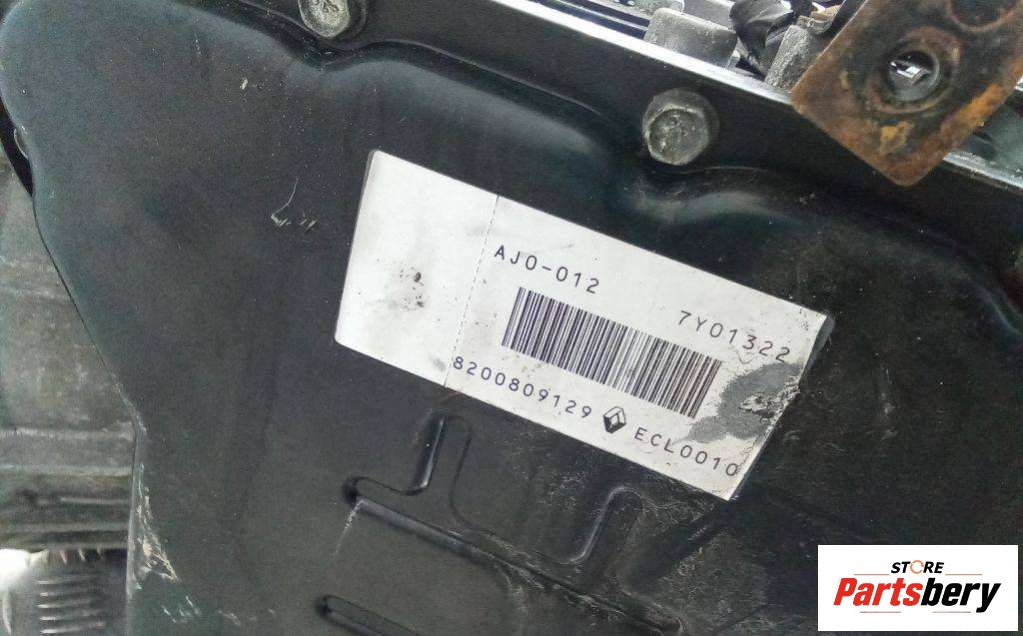 AJ0-012
7Y01322
8200809129 ECL0010
STORE
Partsbery